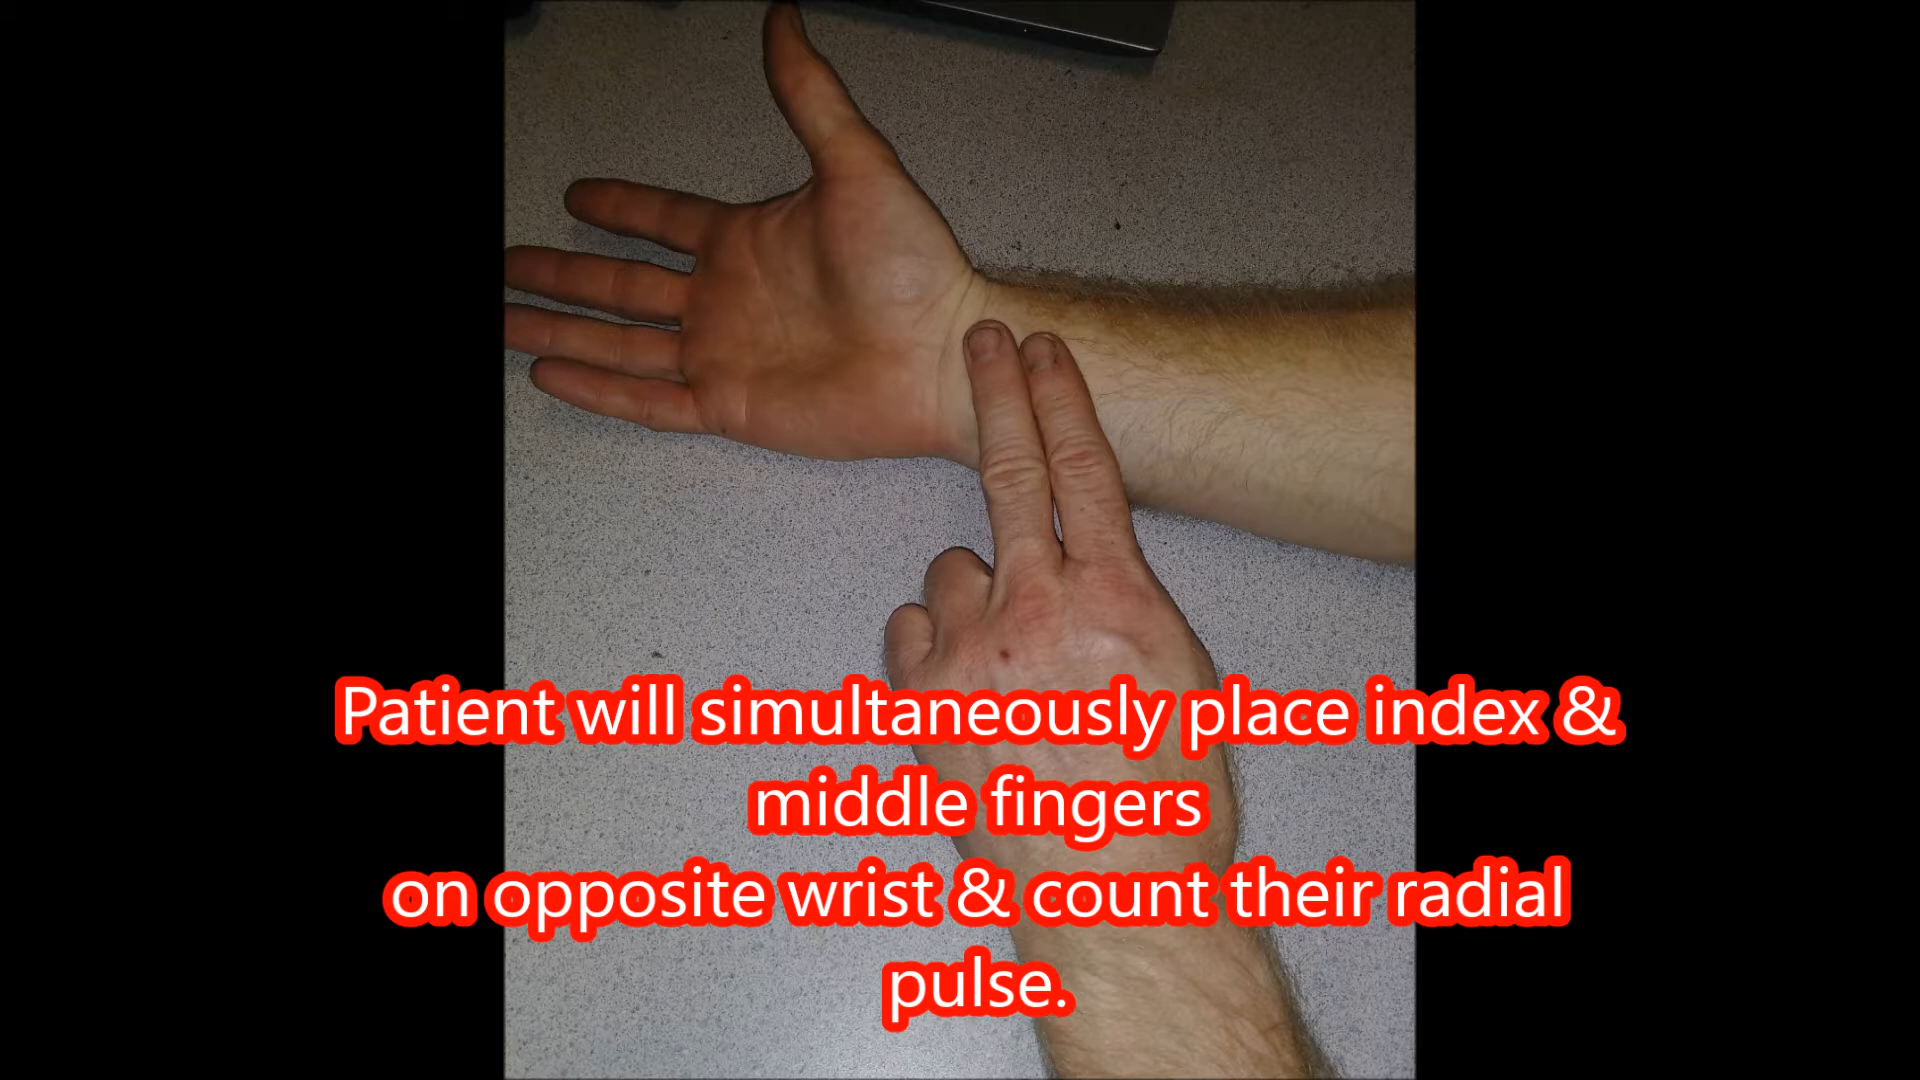 Patient will simultaneously place index &
middle fingers
on opposite wrist & count their radial
pulse.